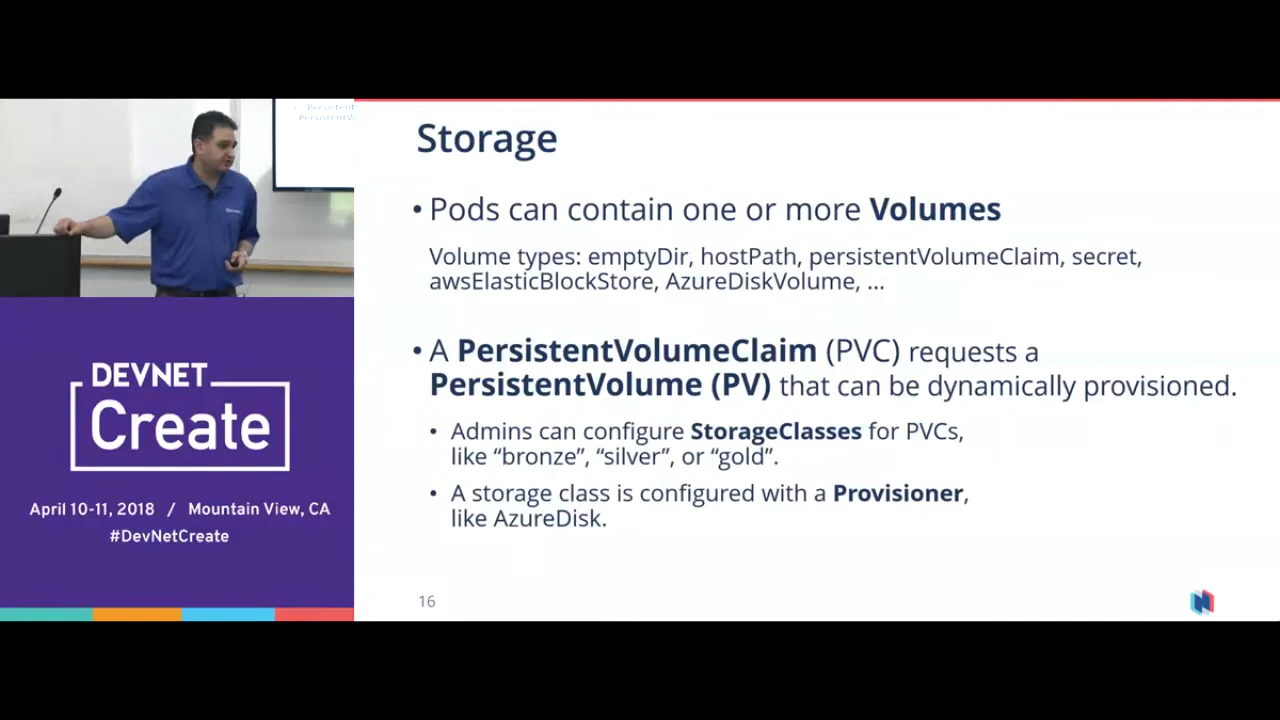 Storage
• Pods can contain one or more Volumes
Volume types: emptyDir, hostPath, persistentVolumeClaim, secret,
awsElasticBlockStore, AzureDiskVolume, ...
• A PersistentVolumeClaim (PVC) requests a
PersistentVolume (PV) that can be dynamically provisioned.
• Admins can configure StorageClasses for PVCs,
like “bronze”, “silver”, or “gold”.
• A storage class is configured with a Provisioner,
like AzureDisk.
16
DEVNET
Create
April 10-11, 2018 / Mountain View, CA
#DevNetCreate